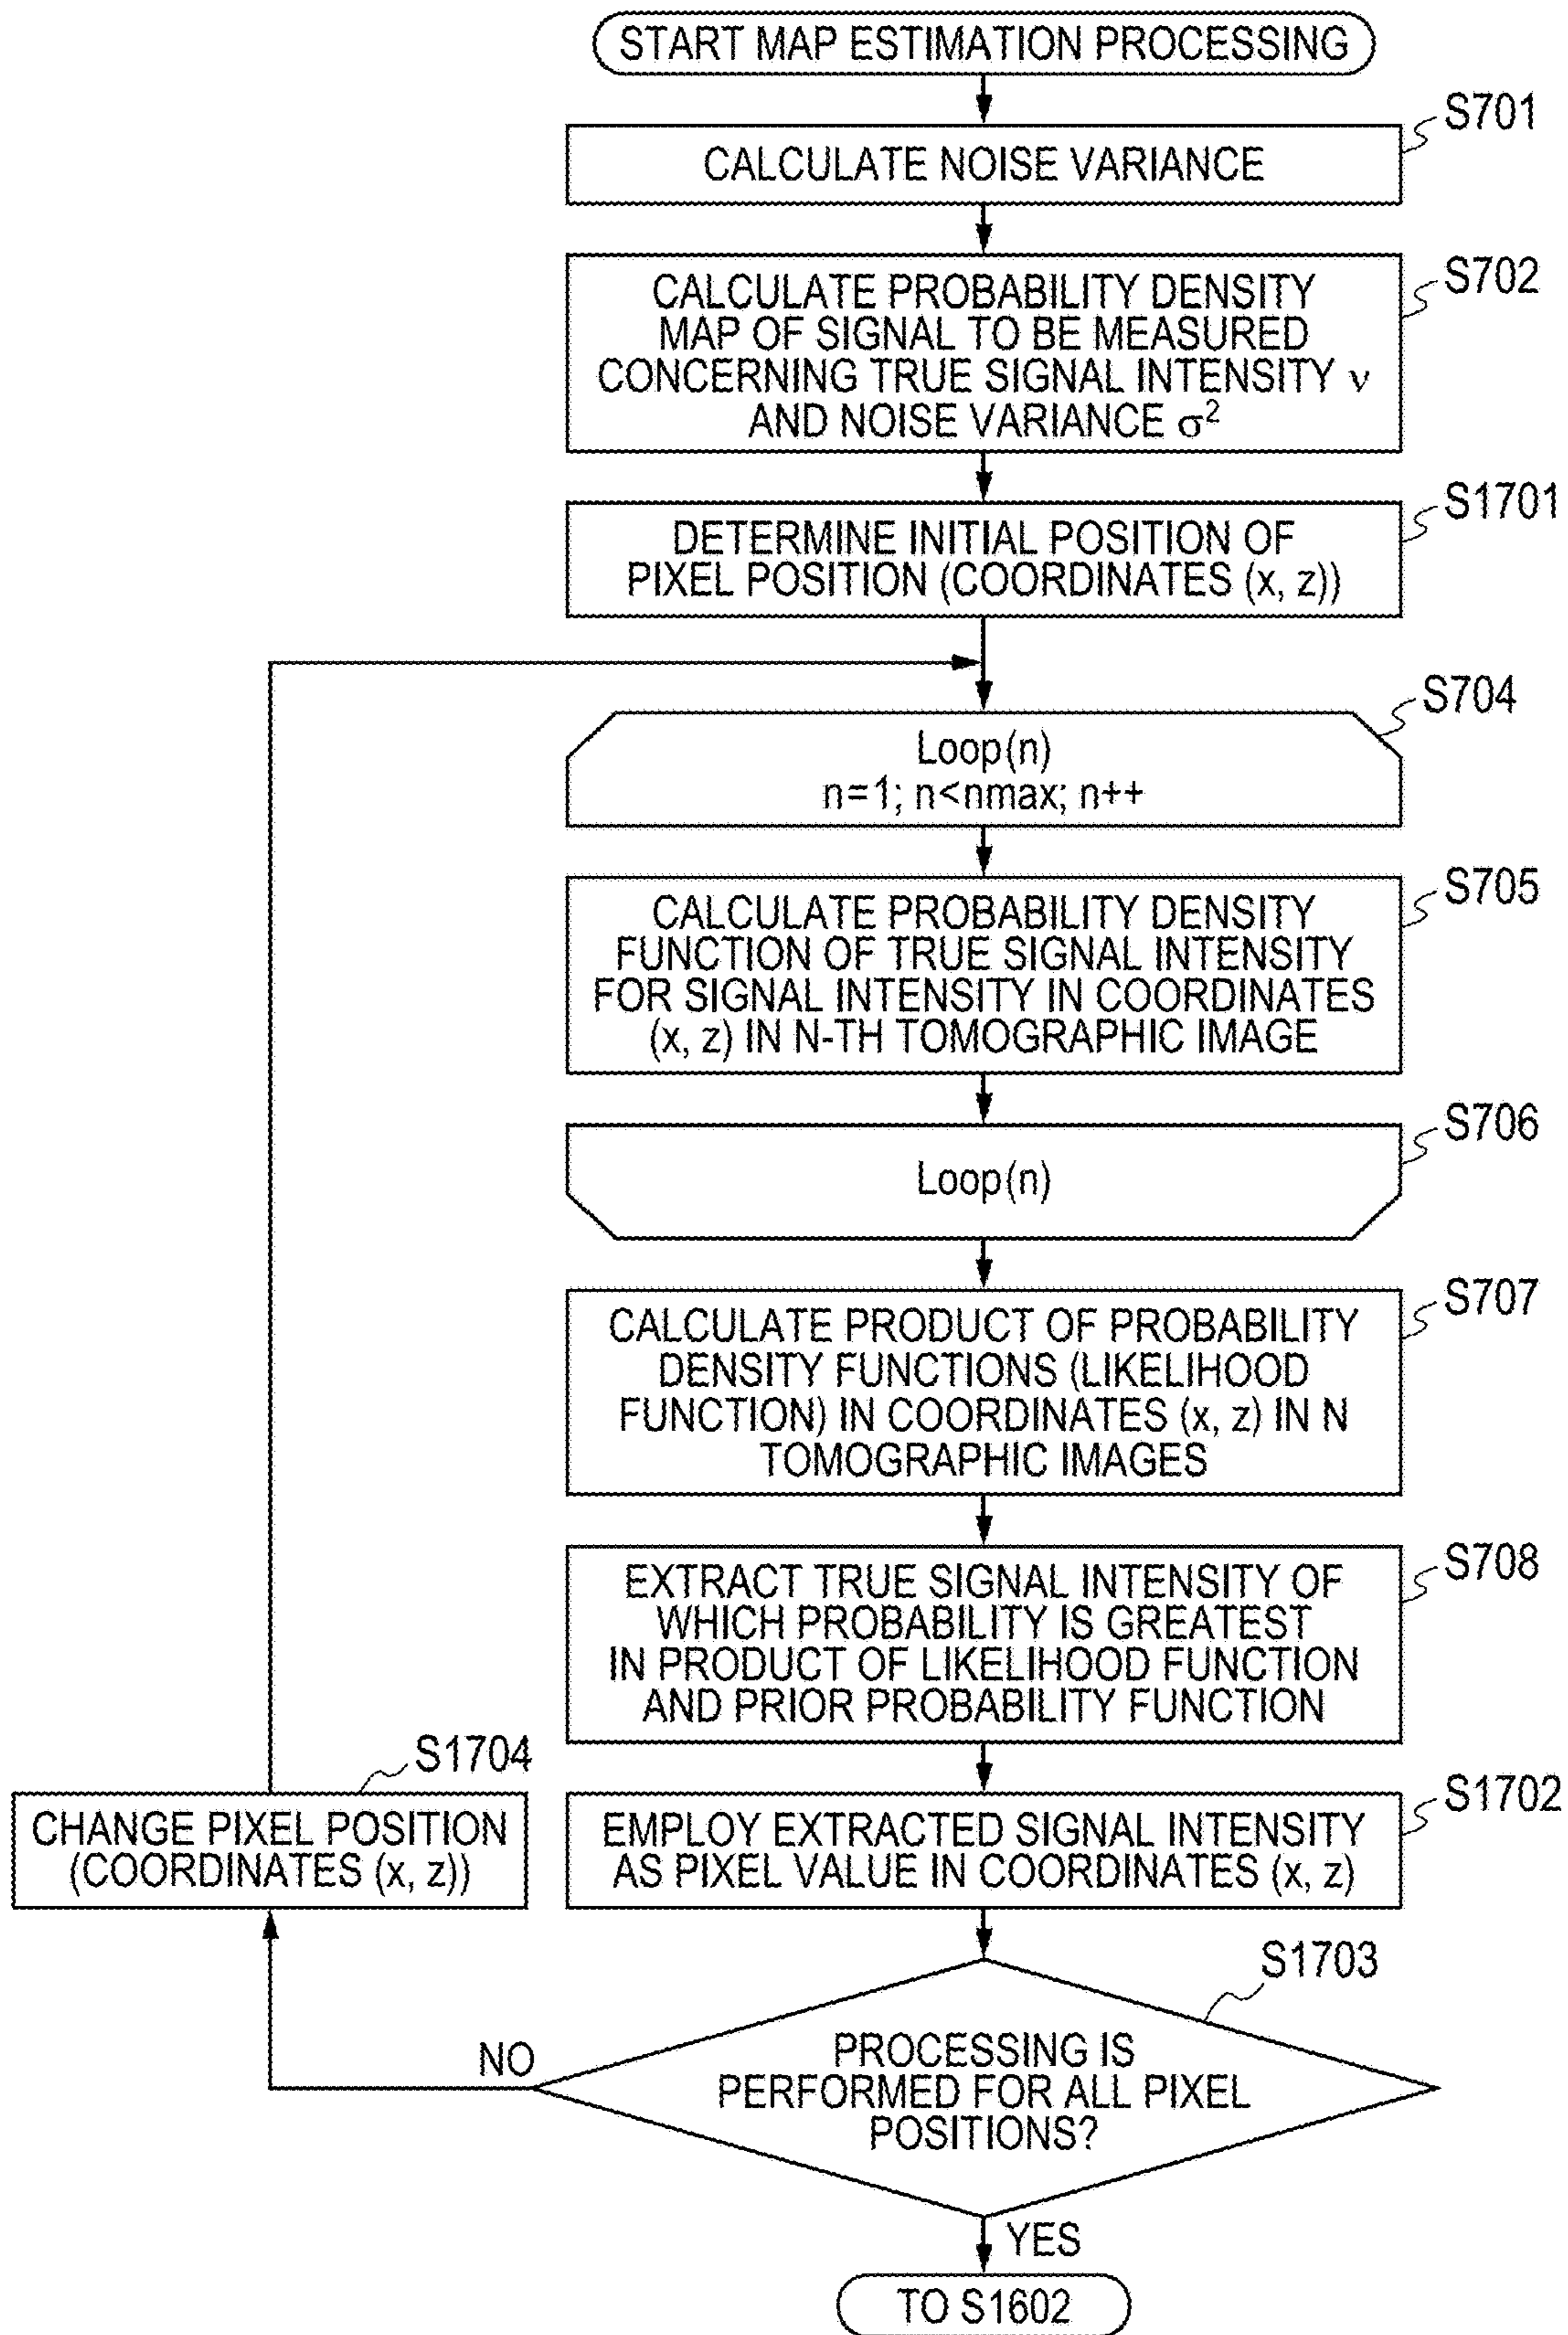 START MAP ESTIMATION PROCESSING
S701
CALCULATE NOISE VARIANCE
S702
CALCULATE PROBABILITY DENSITY
MAP OF SIGNAL TO BE MEASURED
CONCERNING TRUE SIGNAL INTENSITY ν
AND NOISE VARIANCE σ²
S1701
DETERMINE INITIAL POSITION OF
PIXEL POSITION (COORDINATES (x, z))
S704
Loop(n)
n=1; n<nmax; n++
S705
CALCULATE PROBABILITY DENSITY
FUNCTION OF TRUE SIGNAL INTENSITY
FOR SIGNAL INTENSITY IN COORDINATES
(x, z) IN N-TH TOMOGRAPHIC IMAGE
S706
Loop(n)
S707
CALCULATE PRODUCT OF PROBABILITY
DENSITY FUNCTIONS (LIKELIHOOD
FUNCTION) IN COORDINATES (x, z) IN N
TOMOGRAPHIC IMAGES
S708
EXTRACT TRUE SIGNAL INTENSITY OF
WHICH PROBABILITY IS GREATEST
IN PRODUCT OF LIKELIHOOD FUNCTION
AND PRIOR PROBABILITY FUNCTION
S1704
CHANGE PIXEL POSITION
(COORDINATES (x, z))
S1702
EMPLOY EXTRACTED SIGNAL INTENSITY
AS PIXEL VALUE IN COORDINATES (x, z)
S1703
PROCESSING IS
PERFORMED FOR ALL PIXEL
POSITIONS?
NO
YES
TO S1602